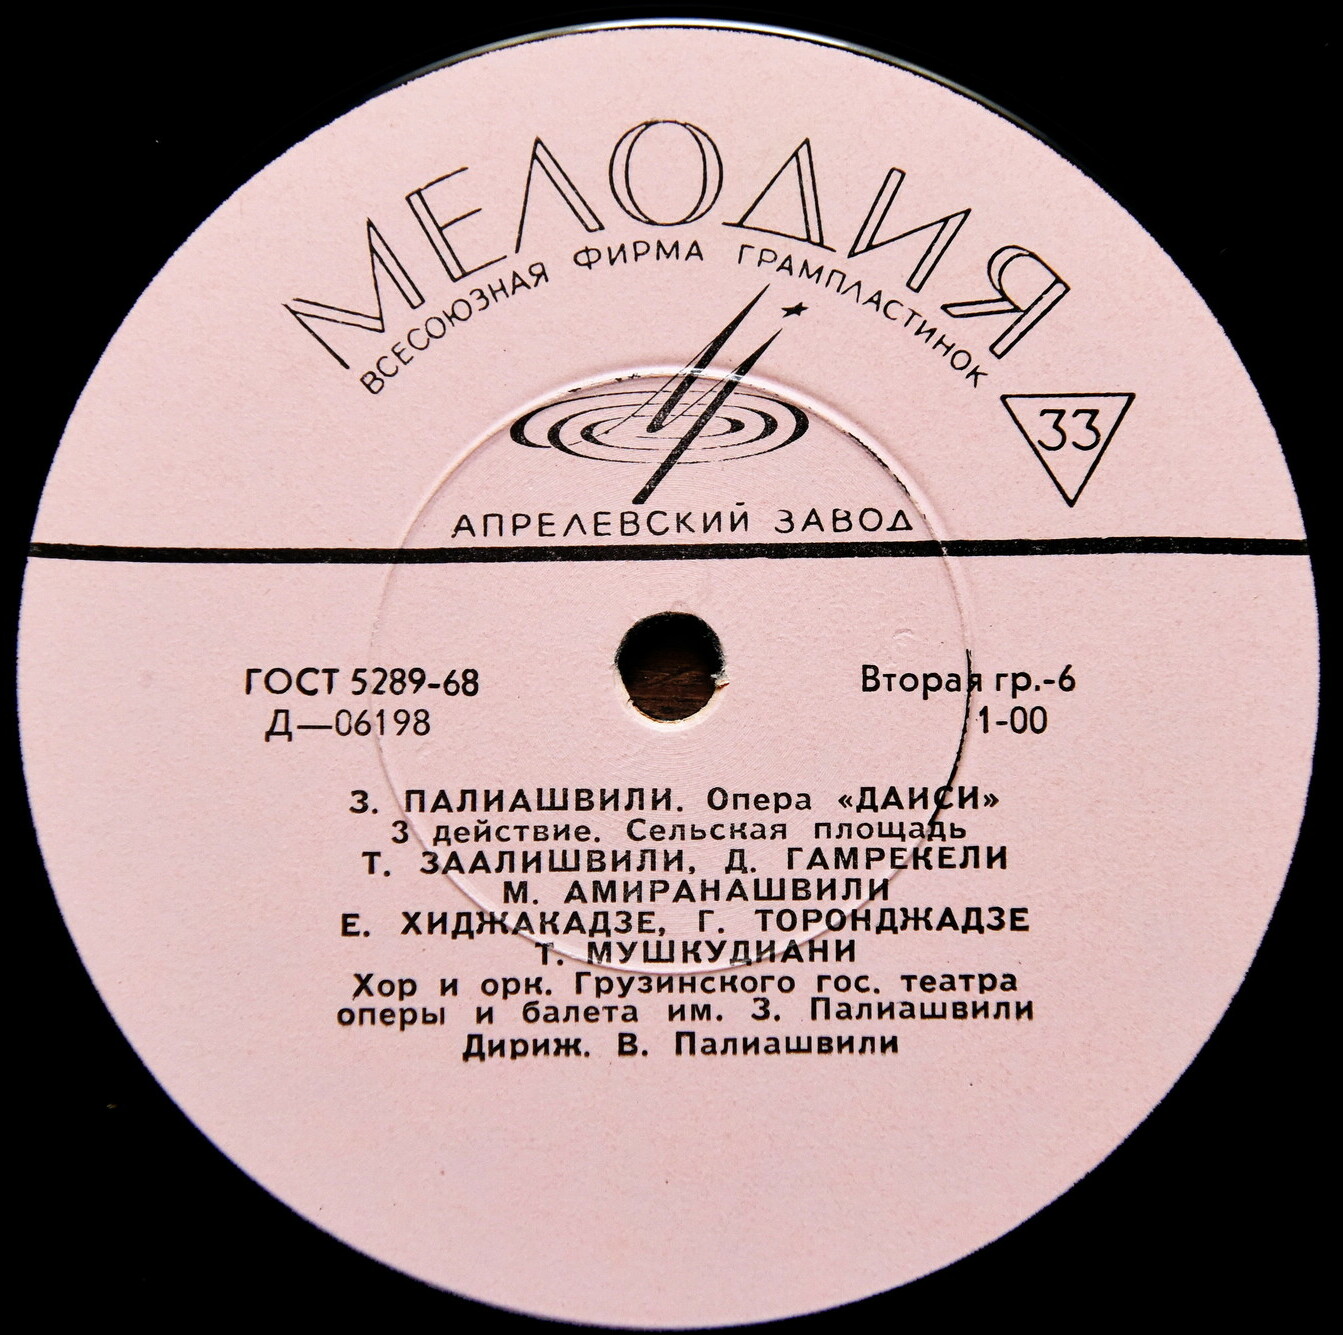 МЕЛОДИЯ
ВСЕСОЮЗНАЯ ФИРМА ГРАМПЛАСТИНОК
33
АПРЕЛЕВСКИЙ ЗАВОД
ГОСТ 5289-68
Д—06198
Вторая гр.-6
1-00
З. ПАЛИАШВИЛИ. Опера «ДАИСИ»
3 действие. Сельская площадь
Т. ЗААЛИШВИЛИ, Д. ГАМРЕКЕЛИ
М. АМИРАНАШВИЛИ
Е. ХИДЖАКАДЗЕ, Г. ТОРОНДЖАДЗЕ
Т. МУШКУДИАНИ
Хор и орк. Грузинского гос. театра
оперы и балета им. З. Палиашвили
Дириж. В. Палиашвили